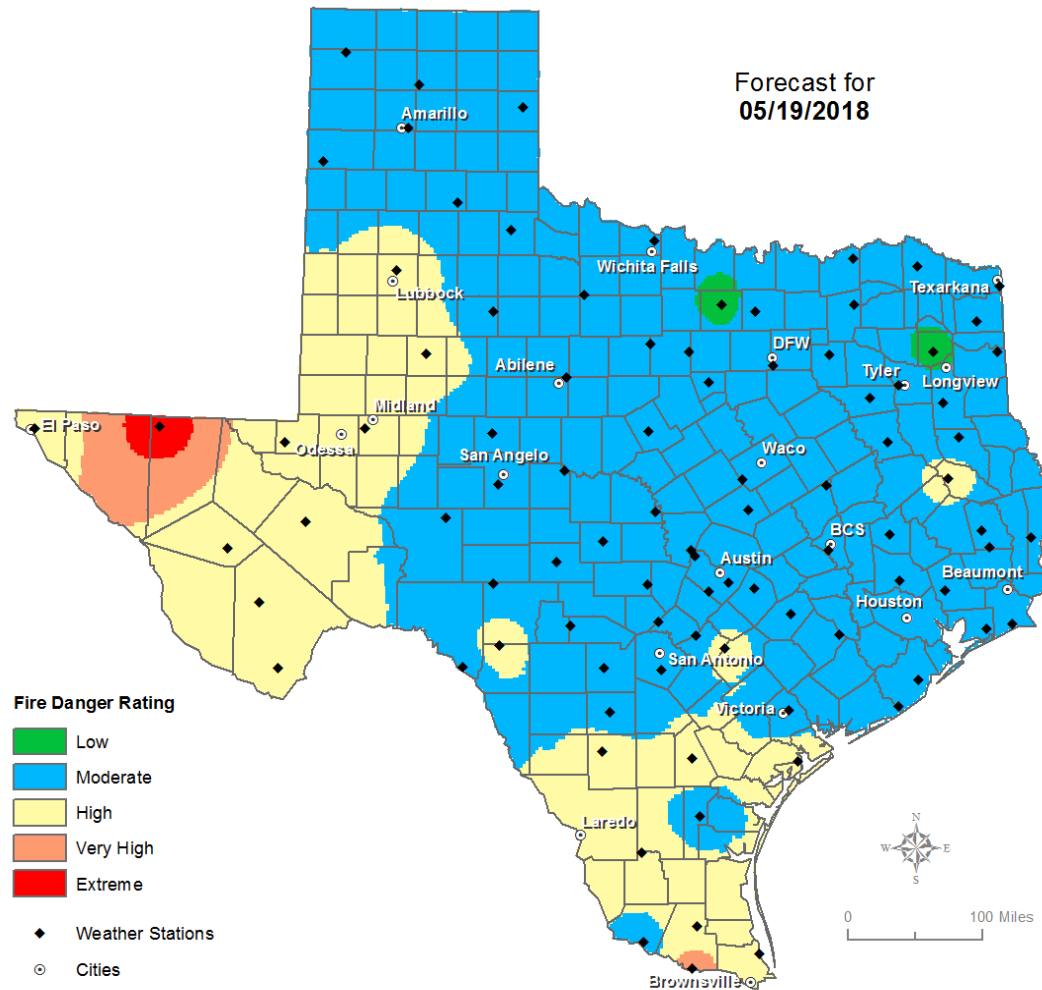 Forecast for
05/19/2018
Amarillo
Wichita Falls
Lubbock
Texarkana
DFW
Abilene
Tyler
Longview
Midland
El Paso
Odessa
San Angelo
Waco
BCS
Austin
Beaumont
Houston
San Antonio
Victoria
Laredo
Brownsville
Fire Danger Rating
Low
Moderate
High
Very High
Extreme
Weather Stations
Cities
N
W
E
S
0
100 Miles